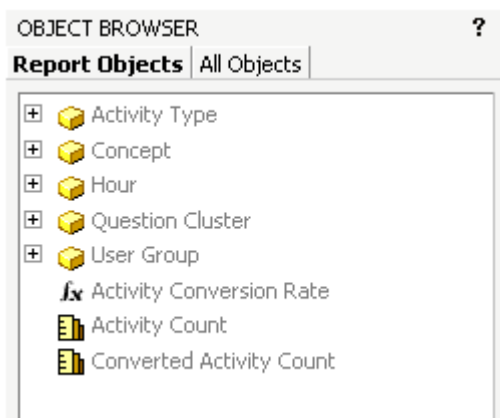 OBJECT BROWSER ?
Report Objects All Objects
Activity Type
Concept
Hour
Question Cluster
User Group
fx Activity Conversion Rate
Activity Count
Converted Activity Count